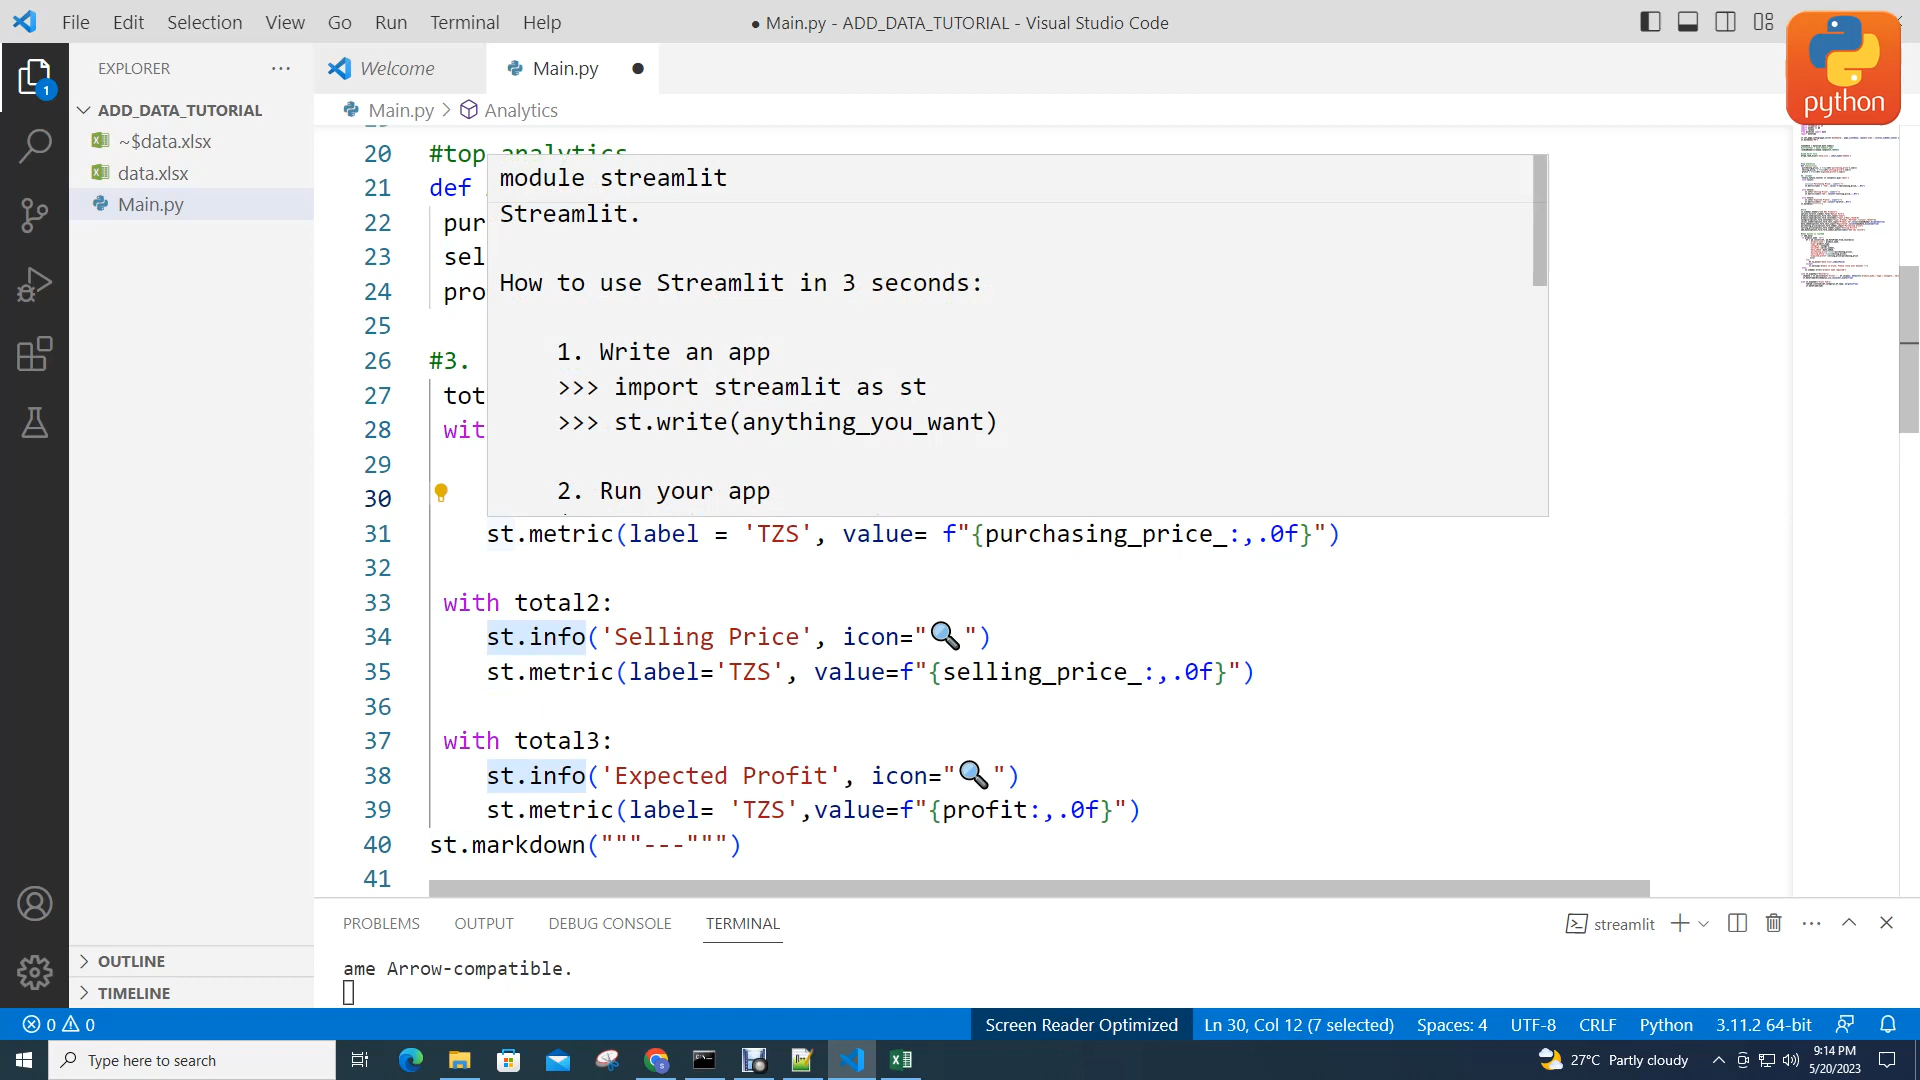 File Edit Selection View Go Run Terminal Help
● Main.py - ADD_DATA_TUTORIAL - Visual Studio Code
python
EXPLORER
Welcome
Main.py
ADD_DATA_TUTORIAL
~$data.xlsx
data.xlsx
Main.py
1
Main.py > Analytics
20 #top analytics
21 def
22 pur
23 sel
24 pro
25
26 #3.
27 tot
28 wit
29
30
module streamlit
Streamlit.
How to use Streamlit in 3 seconds:
1. Write an app
>>> import streamlit as st
>>> st.write(anything_you_want)
2. Run your app
31 st.metric(label = 'TZS', value= f"{purchasing_price_:,.0f}")
32
33 with total2:
34 st.info('Selling Price', icon="🔍")
35 st.metric(label='TZS', value=f"{selling_price_:,.0f}")
36
37 with total3:
38 st.info('Expected Profit', icon="🔍")
39 st.metric(label= 'TZS',value=f"{profit:,.0f}")
40 st.markdown("""---""")
41
PROBLEMS OUTPUT DEBUG CONSOLE TERMINAL
streamlit
ame Arrow-compatible.
OUTLINE
TIMELINE
0 0
Screen Reader Optimized Ln 30, Col 12 (7 selected) Spaces: 4 UTF-8 CRLF Python 3.11.2 64-bit
Type here to search
27°C Partly cloudy
9:14 PM
5/20/2023